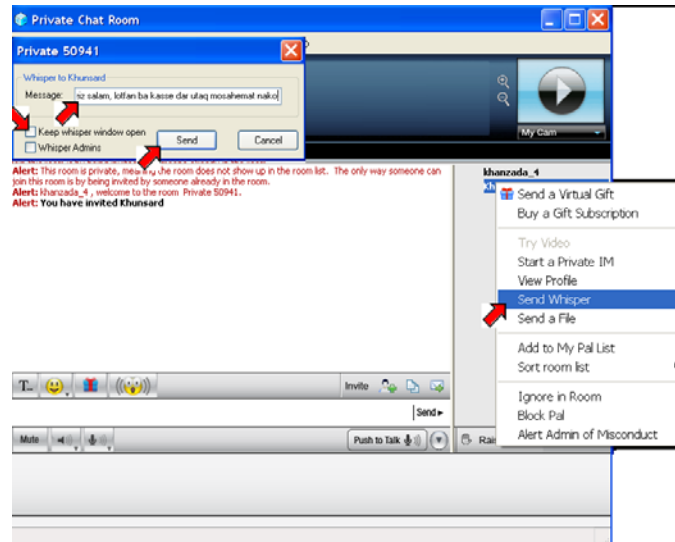 Private Chat Room
Private 50941
Whisper to Khunsard
Message: salam, lotfan ba kasse dar utaq mosahemat nako
Keep whisper window open
Whisper Admins
Send
Cancel
My Cam
Alert: This room is private, meaning the room does not show up in the room list. The only way someone can
join this room is by being invited by someone already in the room.
Alert: khanzada_4 , welcome to the room Private 50941.
Alert: You have invited Khunsard
khanzada_4
Send a Virtual Gift
Buy a Gift Subscription
Try Video
Start a Private IM
View Profile
Send Whisper
Send a File
Add to My Pal List
Sort room list
Ignore in Room
Block Pal
Alert Admin of Misconduct
T...
Invite
Send
Mute
Push to Talk